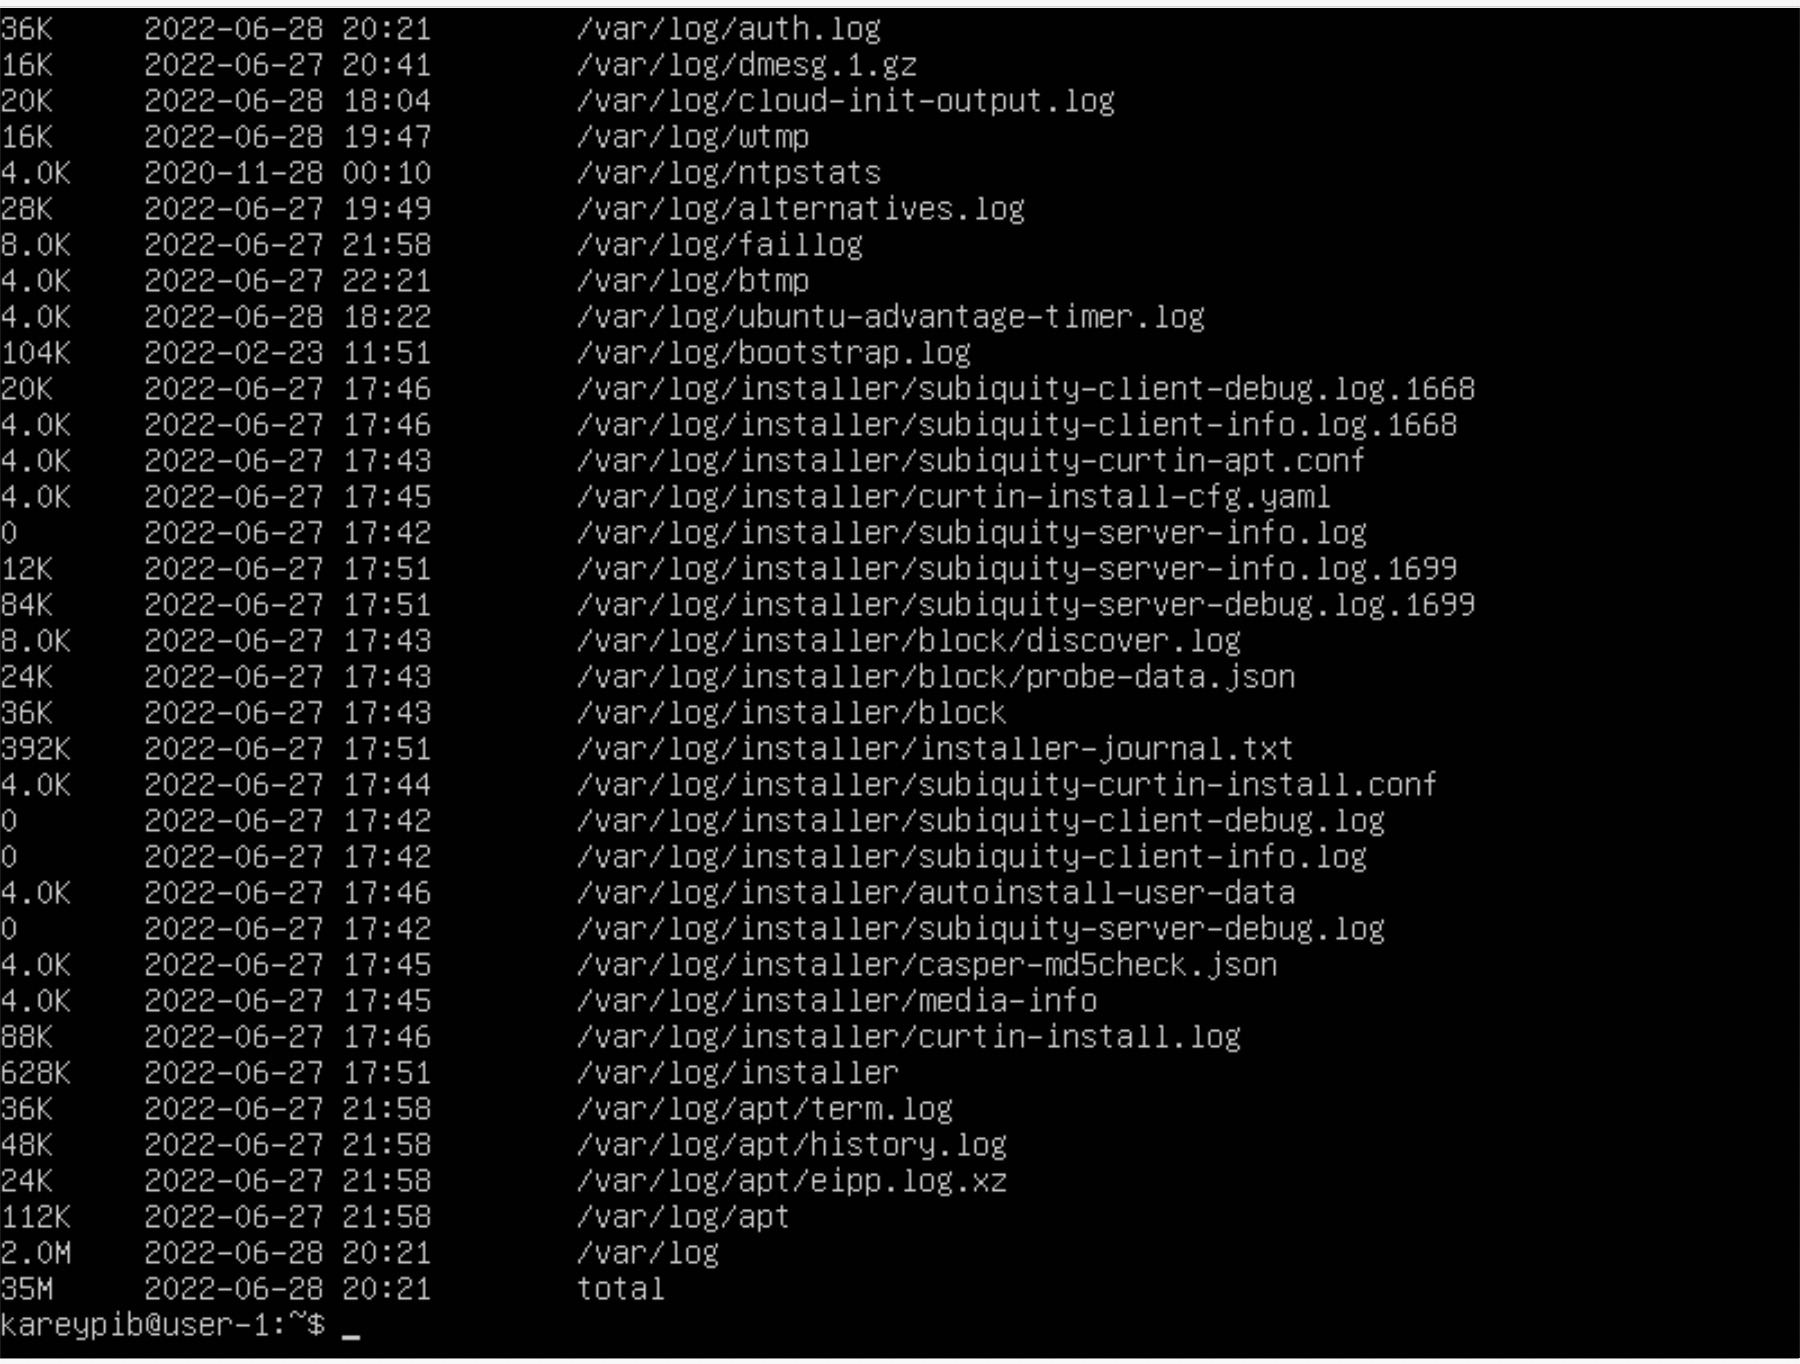 36K 2022-06-28 20:21 /var/log/auth.log
16K 2022-06-27 20:41 /var/log/dmesg.1.gz
20K 2022-06-28 18:04 /var/log/cloud-init-output.log
16K 2022-06-28 19:47 /var/log/wtmp
4.0K 2020-11-28 00:10 /var/log/ntpstats
28K 2022-06-27 19:49 /var/log/alternatives.log
8.0K 2022-06-27 21:58 /var/log/faillog
4.0K 2022-06-27 22:21 /var/log/btmp
4.0K 2022-06-28 18:22 /var/log/ubuntu-advantage-timer.log
104K 2022-02-23 11:51 /var/log/bootstrap.log
20K 2022-06-27 17:46 /var/log/installer/subiquity-client-debug.log.1668
4.0K 2022-06-27 17:46 /var/log/installer/subiquity-client-info.log.1668
4.0K 2022-06-27 17:43 /var/log/installer/subiquity-curtin-apt.conf
4.0K 2022-06-27 17:45 /var/log/installer/curtin-install-cfg.yaml
0 2022-06-27 17:42 /var/log/installer/subiquity-server-info.log
12K 2022-06-27 17:51 /var/log/installer/subiquity-server-info.log.1699
84K 2022-06-27 17:51 /var/log/installer/subiquity-server-debug.log.1699
8.0K 2022-06-27 17:43 /var/log/installer/block/discover.log
24K 2022-06-27 17:43 /var/log/installer/block/probe-data.json
36K 2022-06-27 17:43 /var/log/installer/block
392K 2022-06-27 17:51 /var/log/installer/installer-journal.txt
4.0K 2022-06-27 17:44 /var/log/installer/subiquity-curtin-install.conf
0 2022-06-27 17:42 /var/log/installer/subiquity-client-debug.log
0 2022-06-27 17:42 /var/log/installer/subiquity-client-info.log
4.0K 2022-06-27 17:46 /var/log/installer/autoinstall-user-data
0 2022-06-27 17:42 /var/log/installer/subiquity-server-debug.log
4.0K 2022-06-27 17:45 /var/log/installer/casper-md5check.json
4.0K 2022-06-27 17:45 /var/log/installer/media-info
88K 2022-06-27 17:46 /var/log/installer/curtin-install.log
628K 2022-06-27 17:51 /var/log/installer
36K 2022-06-27 21:58 /var/log/apt/term.log
48K 2022-06-27 21:58 /var/log/apt/history.log
24K 2022-06-27 21:58 /var/log/apt/eipp.log.xz
112K 2022-06-27 21:58 /var/log/apt
2.0M 2022-06-28 20:21 /var/log
35M 2022-06-28 20:21 total
kareypib@user-1:~$ _